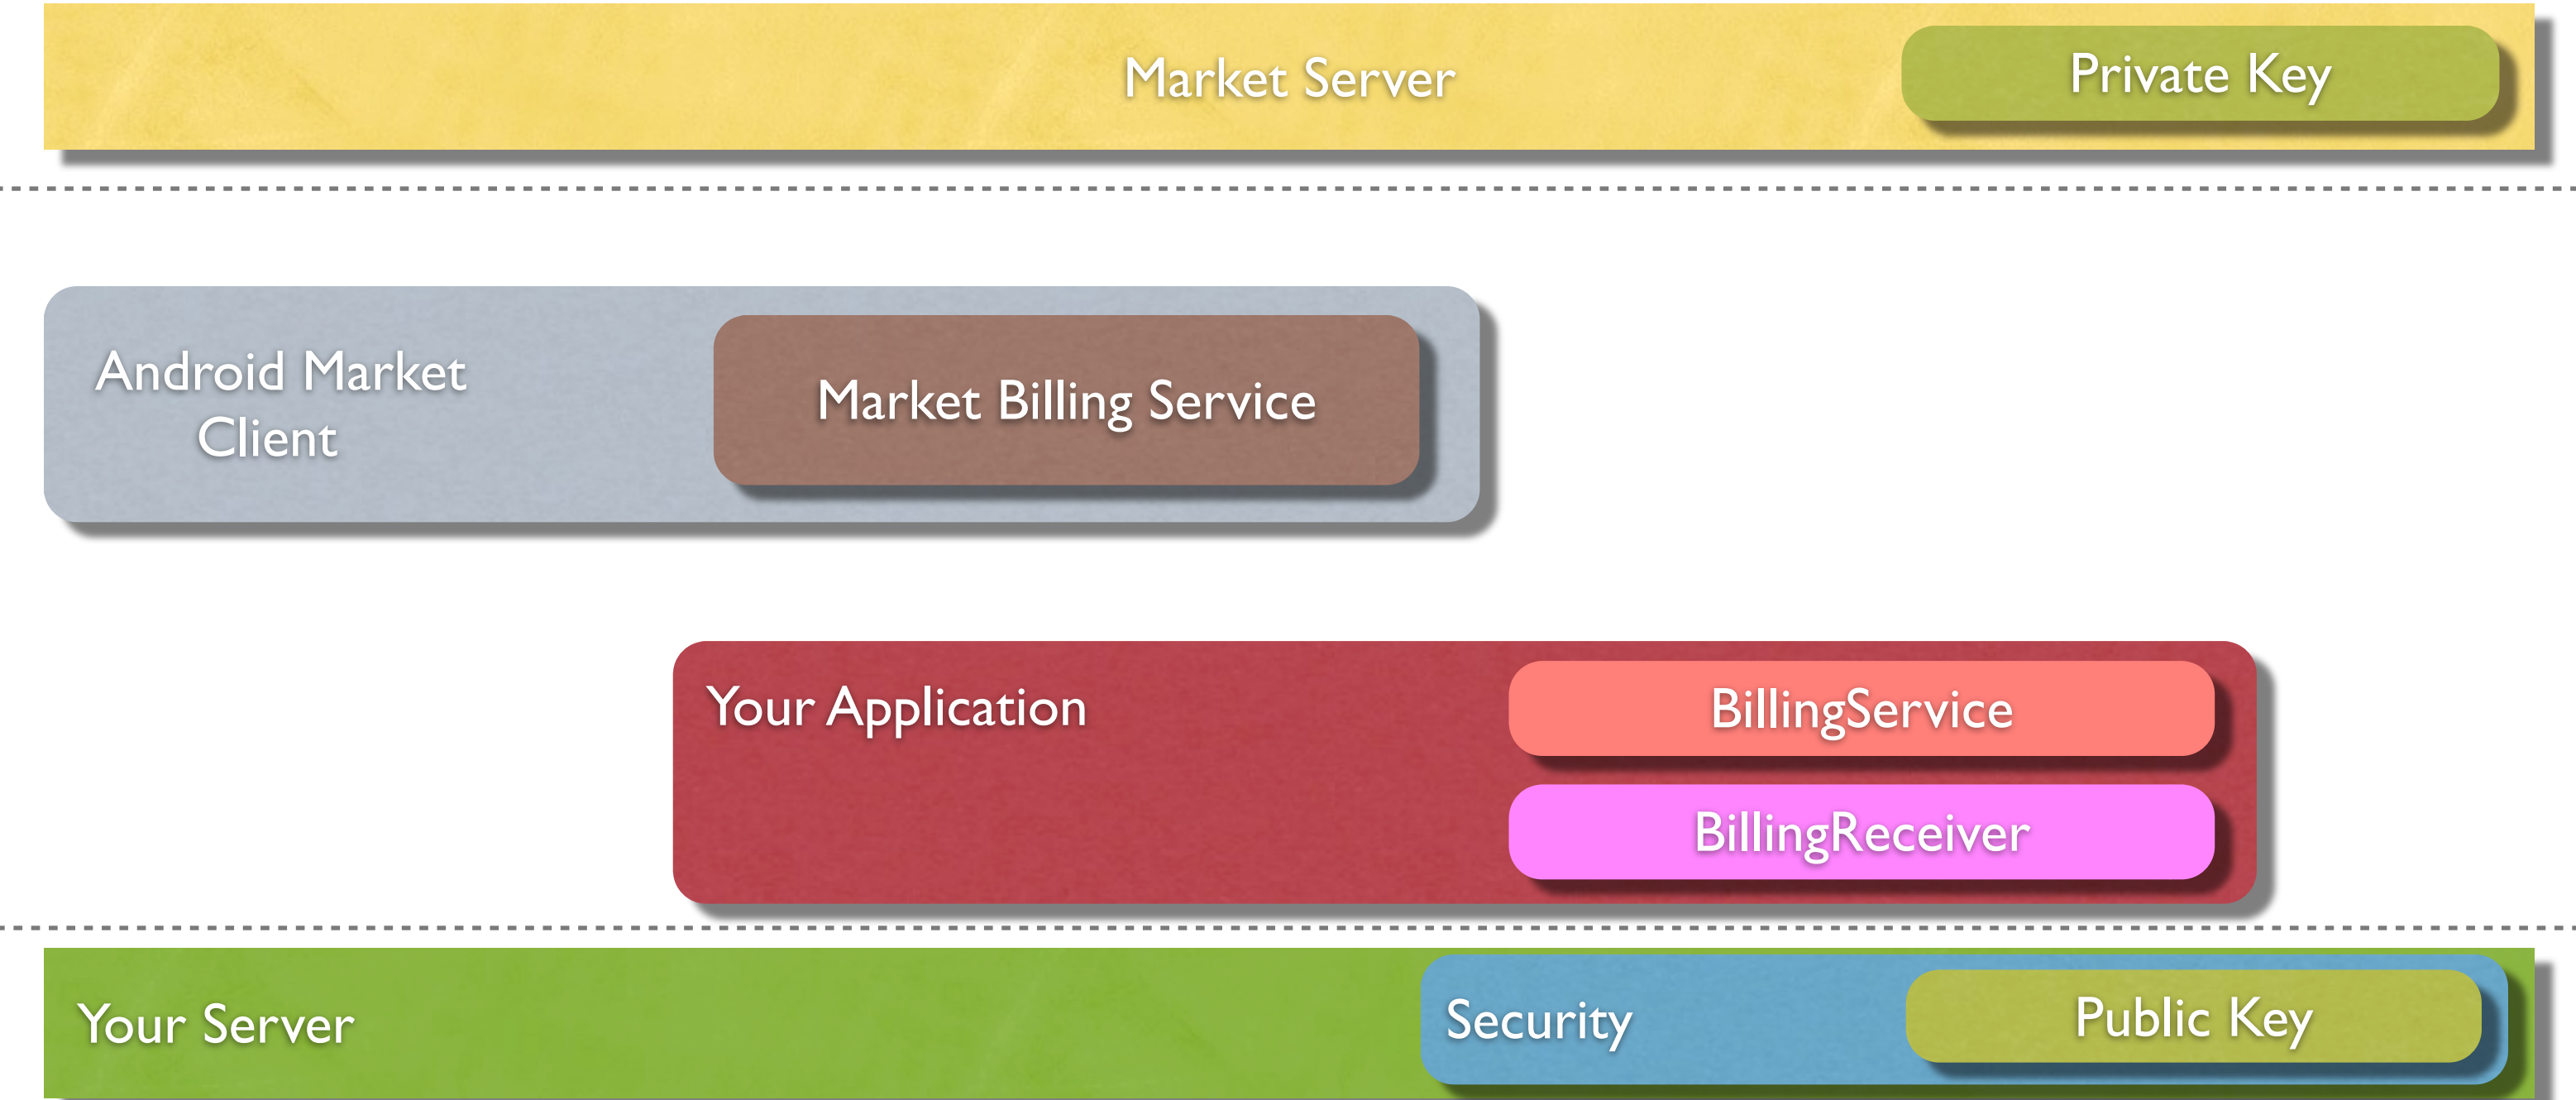 Market Server
Private Key
Android Market
Client
Market Billing Service
Your Application
BillingService
BillingReceiver
Your Server
Security
Public Key